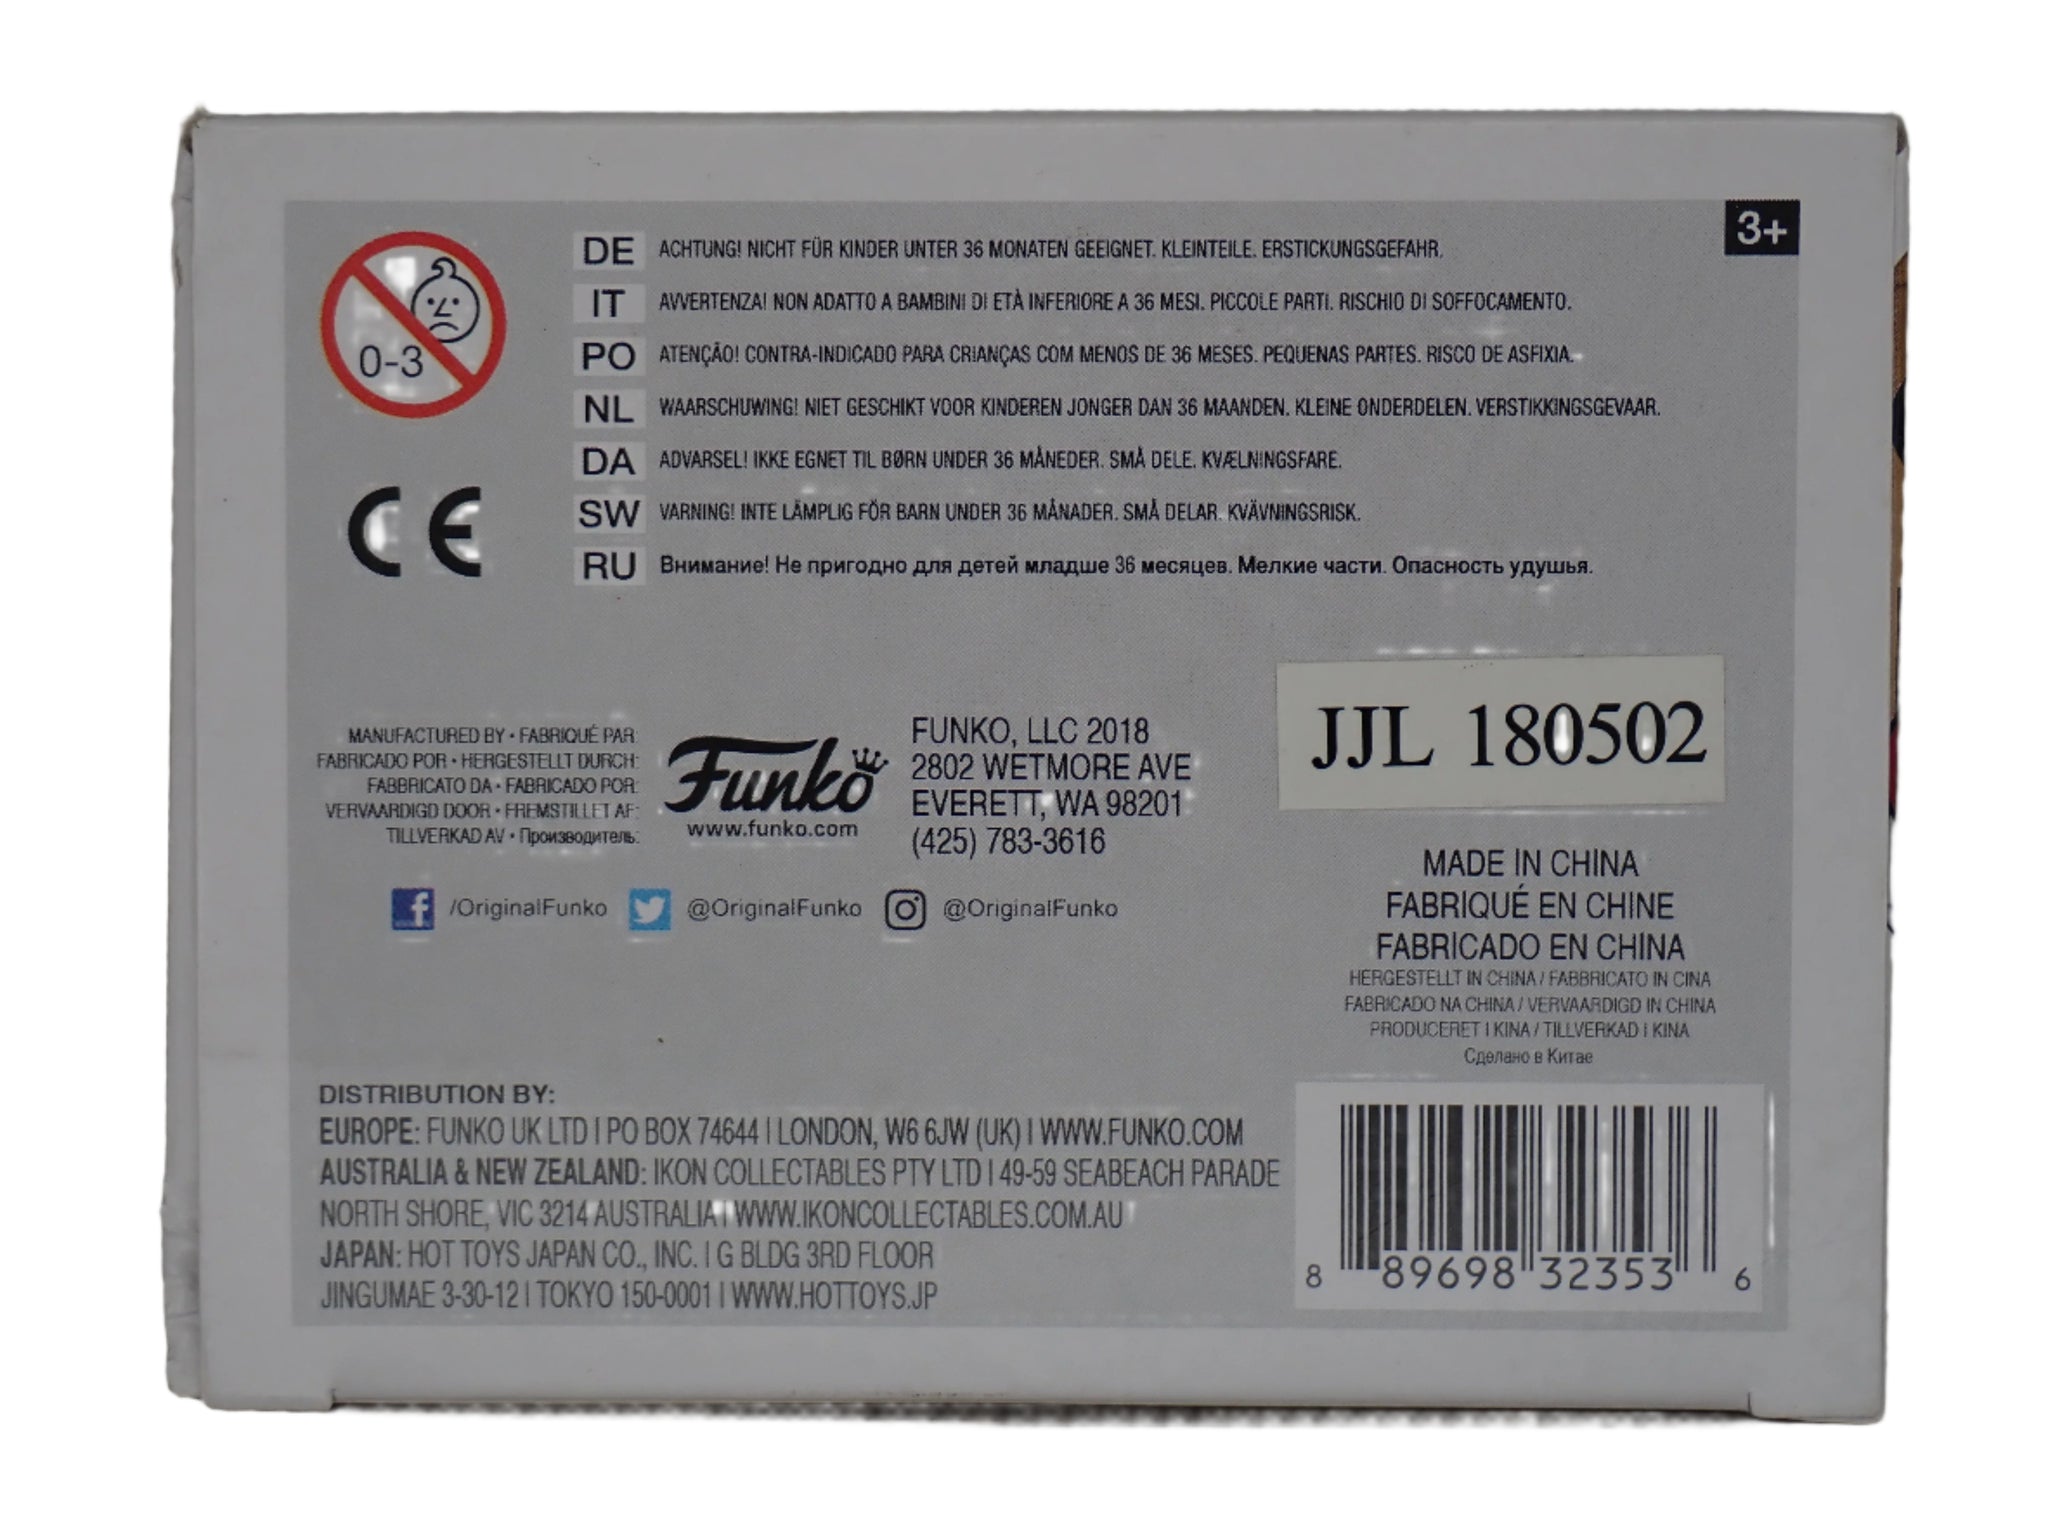 3+
0-3
DE ACHTUNG! NICHT FÜR KINDER UNTER 36 MONATEN GEEIGNET. KLEINTEILE. ERSTICKUNGSGEFAHR.
IT AVVERTENZA! NON ADATTO A BAMBINI DI ETÀ INFERIORE A 36 MESI. PICCOLE PARTI. RISCHIO DI SOFFOCAMENTO.
PO ATENÇÃO! CONTRA-INDICADO PARA CRIANÇAS COM MENOS DE 36 MESES. PEQUENAS PARTES. RISCO DE ASFIXIA.
NL WAARSCHUWING! NIET GESCHIKT VOOR KINDEREN JONGER DAN 36 MAANDEN. KLEINE ONDERDELEN. VERSTIKKINGSGEVAAR.
DA ADVARSEL! IKKE EGNET TIL BØRN UNDER 36 MÅNEDER. SMÅ DELE. KVÆLNINGSFARE.
SW VARNING! INTE LÄMPLIG FÖR BARN UNDER 36 MÅNADER. SMÅ DELAR. KVÄVNINGSRISK.
RU Внимание! Не пригодно для детей младше 36 месяцев. Мелкие части. Опасность удушья.
CE
MANUFACTURED BY • FABRIQUÉ PAR:
FABRICADO POR • HERGESTELLT DURCH:
FABBRICATO DA • FABRICADO POR:
VERVAARDIGD DOOR • FREMSTILLET AF:
TILLVERKAD AV • Производитель:
Funko
www.funko.com
FUNKO, LLC 2018
2802 WETMORE AVE
EVERETT, WA 98201
(425) 783-3616
JJL 180502
/OriginalFunko @OriginalFunko @OriginalFunko
MADE IN CHINA
FABRIQUÉ EN CHINE
FABRICADO EN CHINA
HERGESTELLT IN CHINA / FABBRICATO IN CINA
FABRICADO NA CHINA / VERVAARDIGD IN CHINA
PRODUCERET I KINA / TILLVERKAD I KINA
Сделано в Китае
DISTRIBUTION BY:
EUROPE: FUNKO UK LTD | PO BOX 74644 | LONDON, W6 6JW (UK) | WWW.FUNKO.COM
AUSTRALIA & NEW ZEALAND: IKON COLLECTABLES PTY LTD | 49-59 SEABEACH PARADE
NORTH SHORE, VIC 3214 AUSTRALIA | WWW.IKONCOLLECTABLES.COM.AU
JAPAN: HOT TOYS JAPAN CO., INC. | G BLDG 3RD FLOOR
JINGUMAE 3-30-12 | TOKYO 150-0001 | WWW.HOTTOYS.JP
8 89698 32353 6